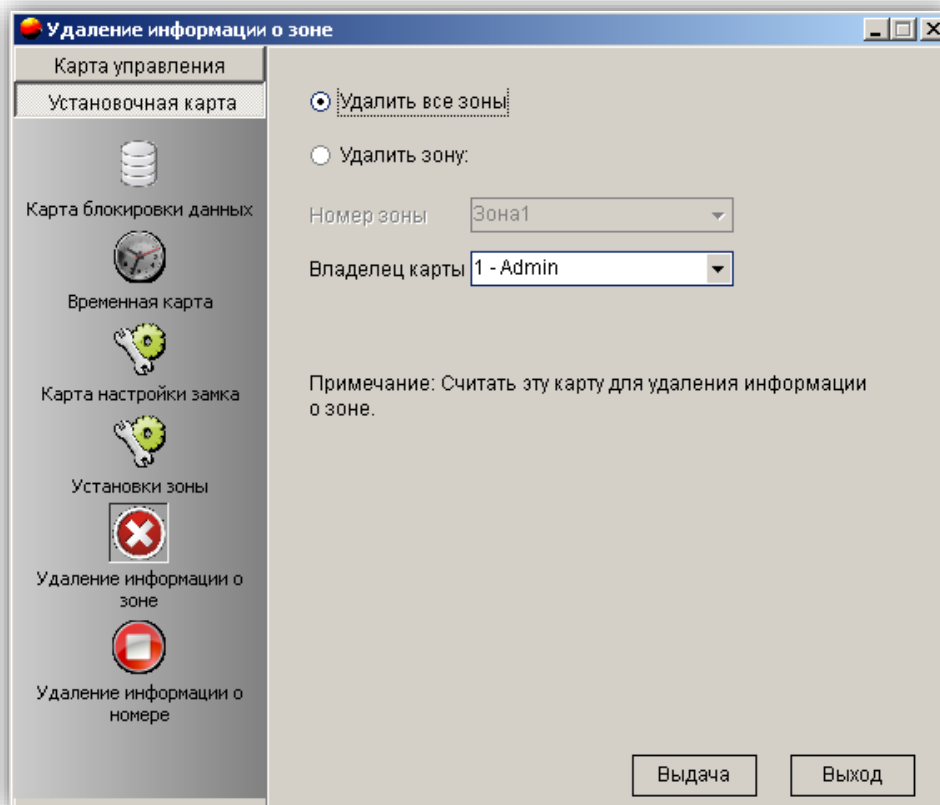 Удаление информации о зоне
Карта управления
Установочная карта
Карта блокировки данных
Временная карта
Карта настройки замка
Установки зоны
Удаление информации о
зоне
Удаление информации о
номере
Удалить все зоны
Удалить зону:
Номер зоны Зона1
Владелец карты 1 - Admin
Примечание: Считать эту карту для удаления информации
о зоне.
Выдача Выход